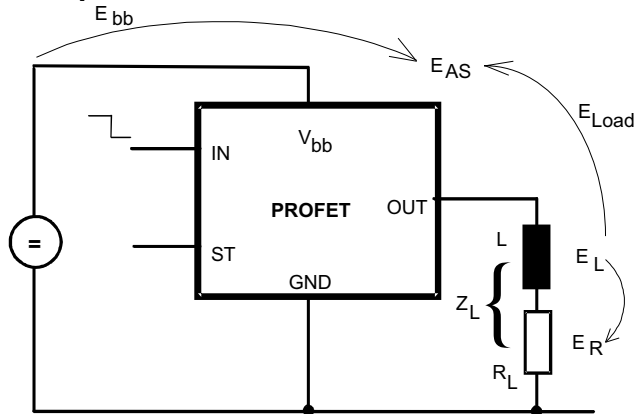 E bb
E AS
E Load
V bb
IN
PROFET
OUT
=
ST
L
E L
GND
Z L {
E R
R L